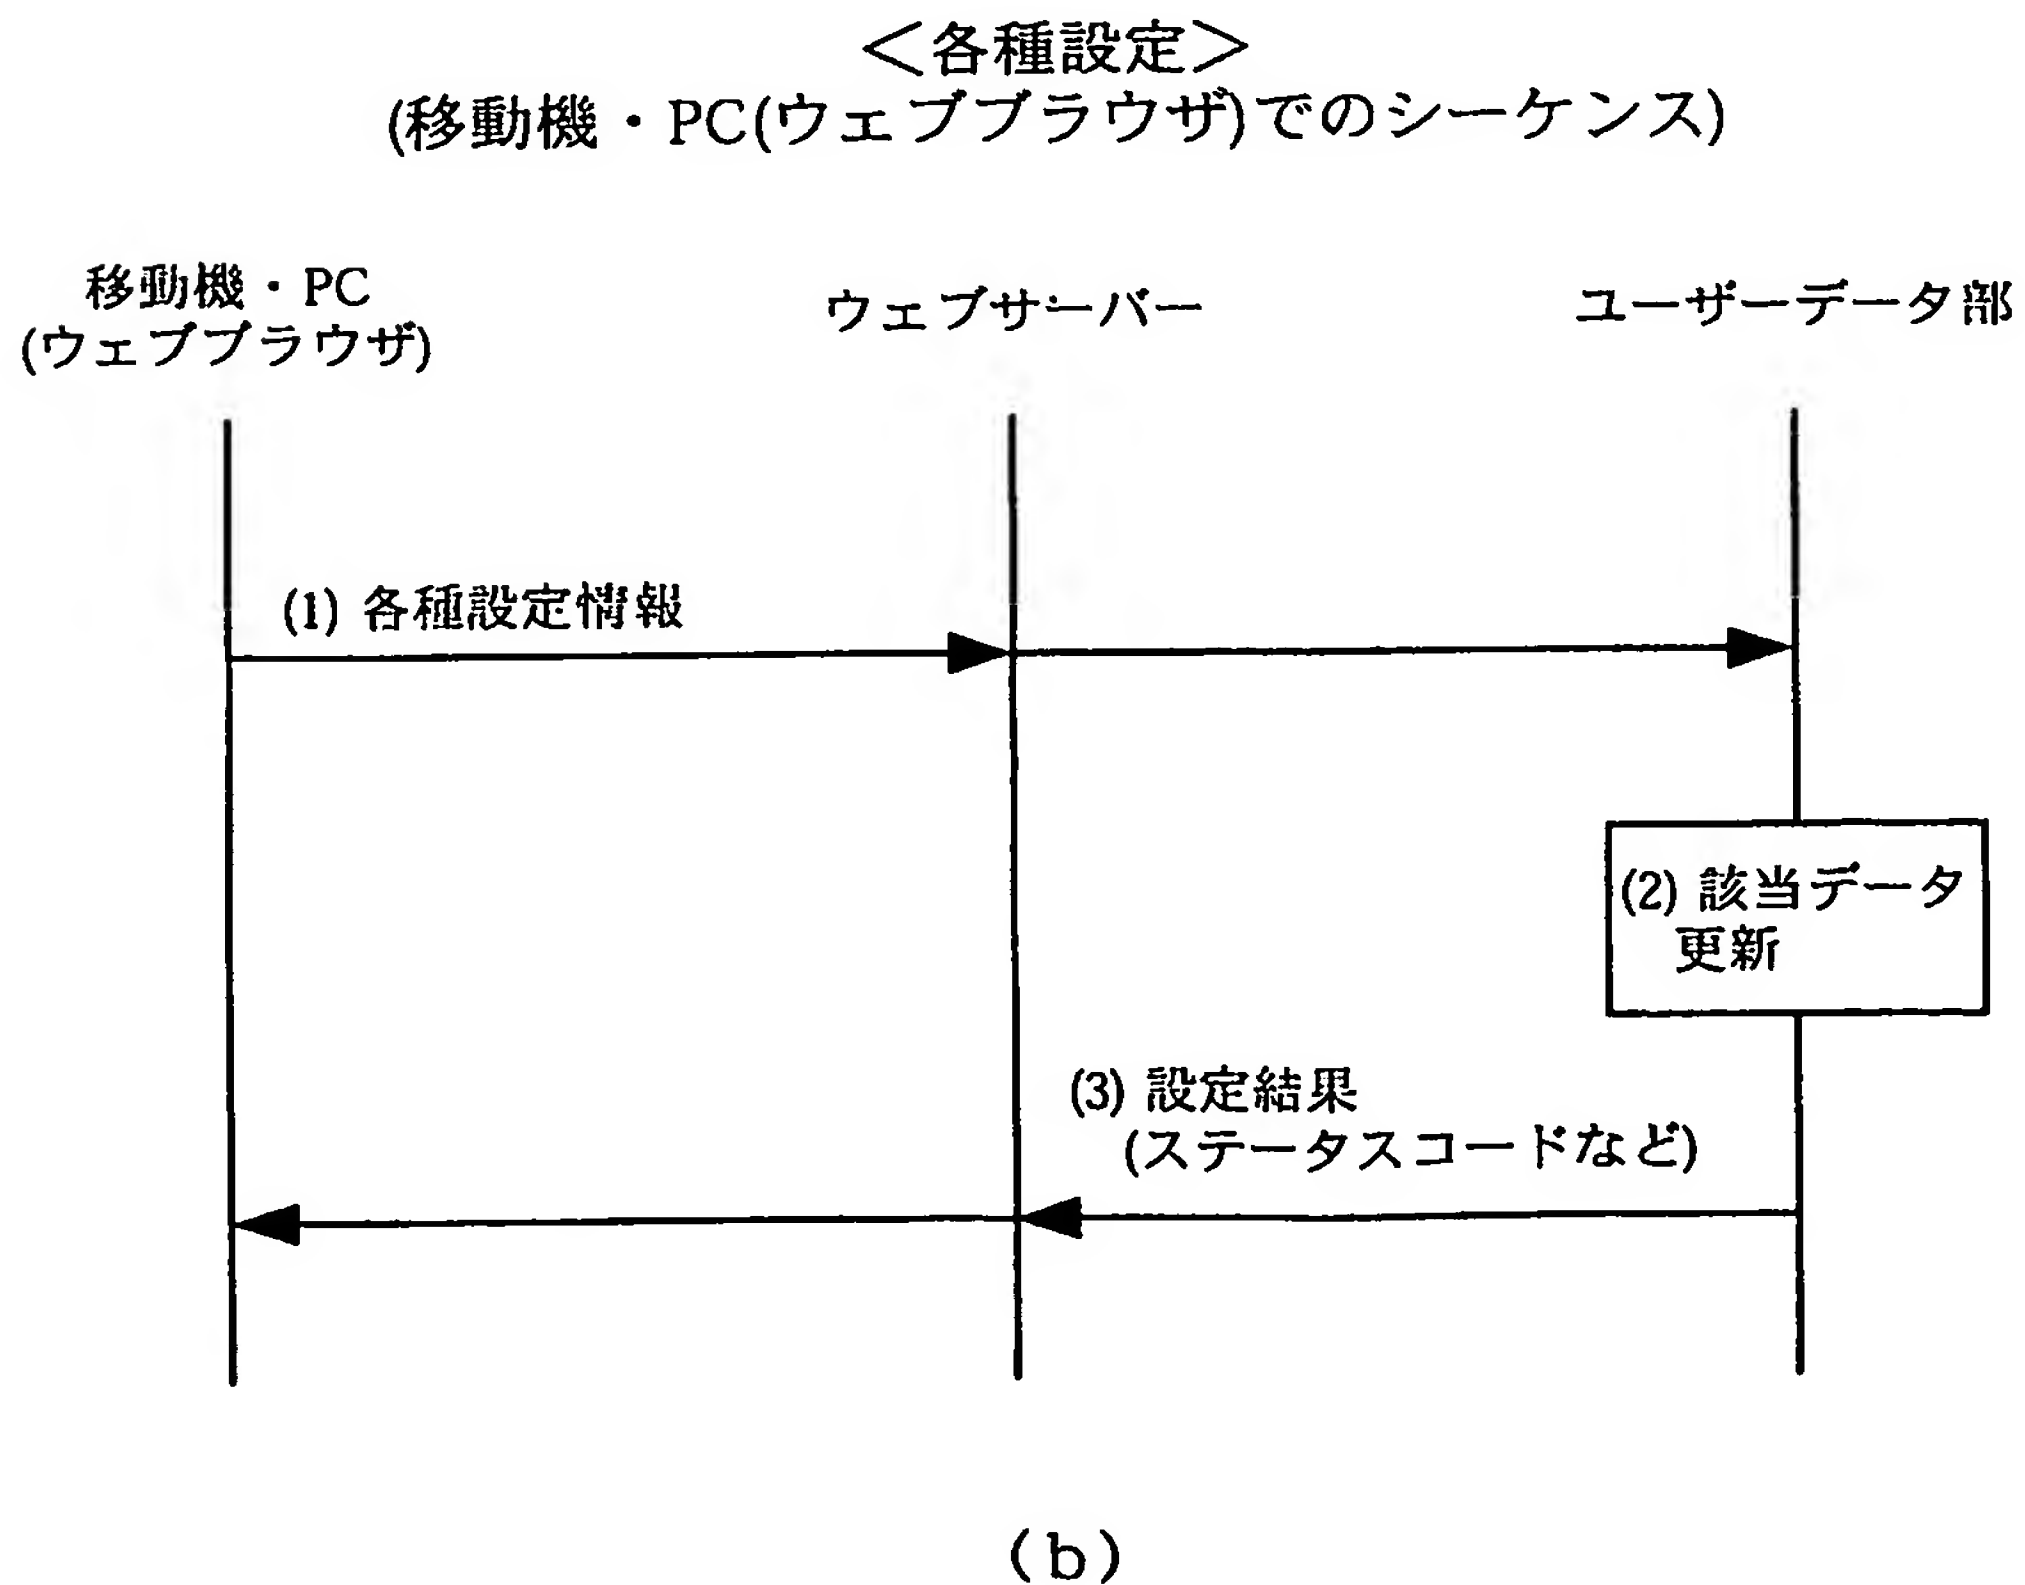 ＜各種設定＞
(移動機・PC(ウェブブラウザ)でのシーケンス)
移動機・PC
(ウェブブラウザ)
ウェブサーバー
ユーザーデータ部
(1) 各種設定情報
(2) 該当データ
更新
(3) 設定結果
(ステータスコードなど)
(b)